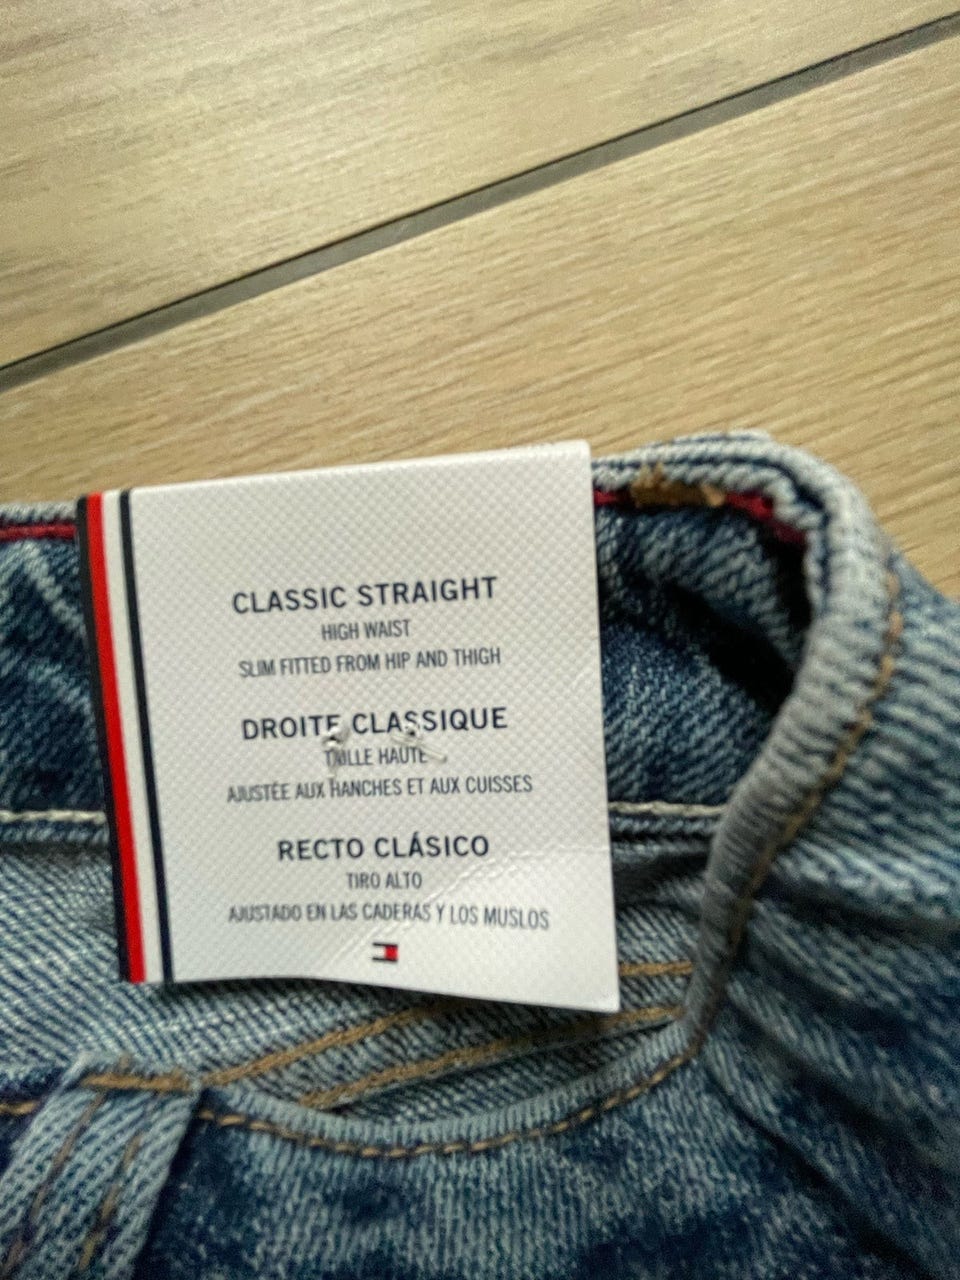 CLASSIC STRAIGHT
HIGH WAIST
SLIM FITTED FROM HIP AND THIGH
DROITE CLASSIQUE
TAILLE HAUTE
AJUSTÉE AUX HANCHES ET AUX CUISSES
RECTO CLÁSICO
TIRO ALTO
AJUSTADO EN LAS CADERAS Y LOS MUSLOS